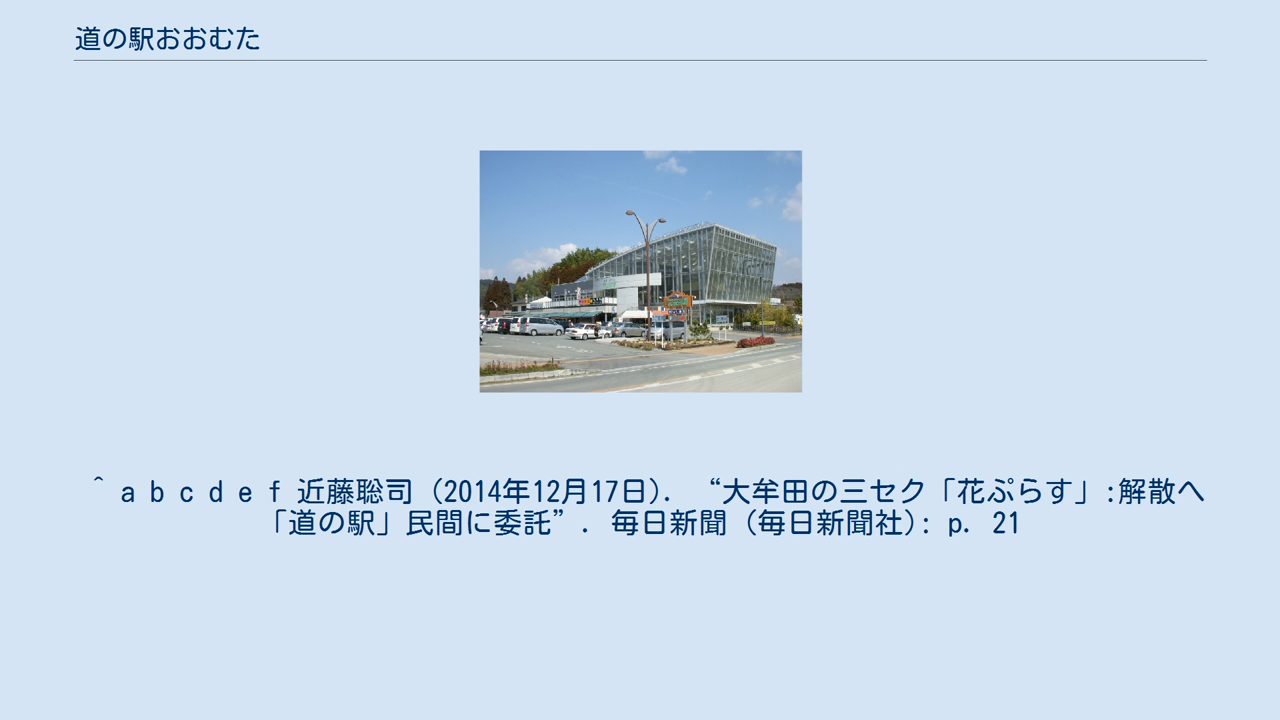 道の駅おおむた
^ a b c d e f 近藤聡司 (2014年12月17日). “大牟田の三セク「花ぷらす」:解散へ
「道の駅」民間に委託”. 毎日新聞 (毎日新聞社): p. 21